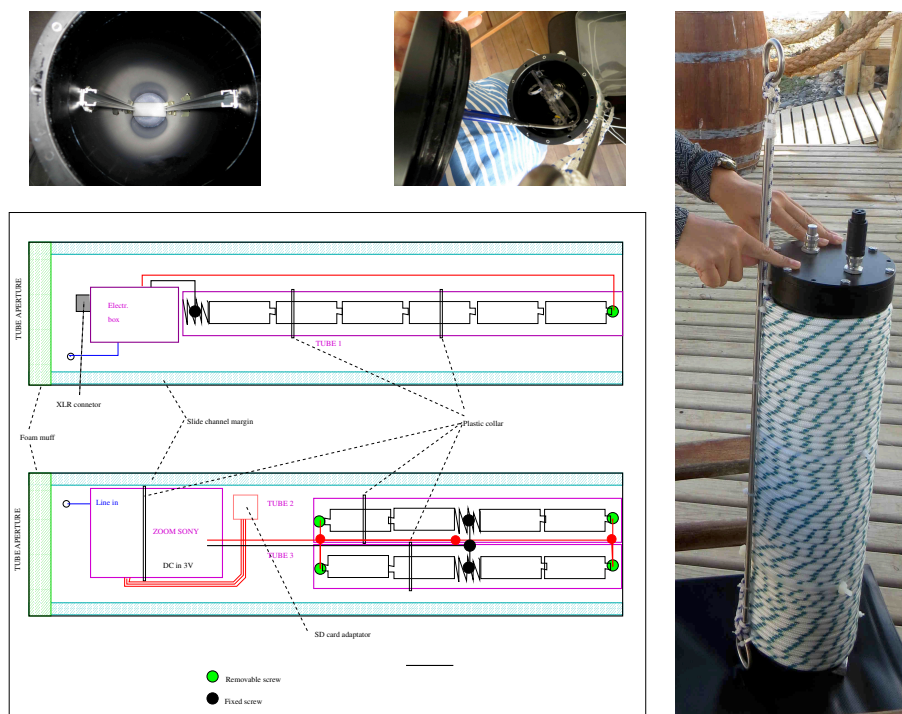 TUBE APERTURE
Electr.
box
TUBE 1
XLR connetor
Slide channel margin
Plastic collar
Foam muff
TUBE APERTURE
Line in
TUBE 2
ZOOM SONY
TUBE 3
DC in 3V
SD card adaptator
Removable screw
Fixed screw